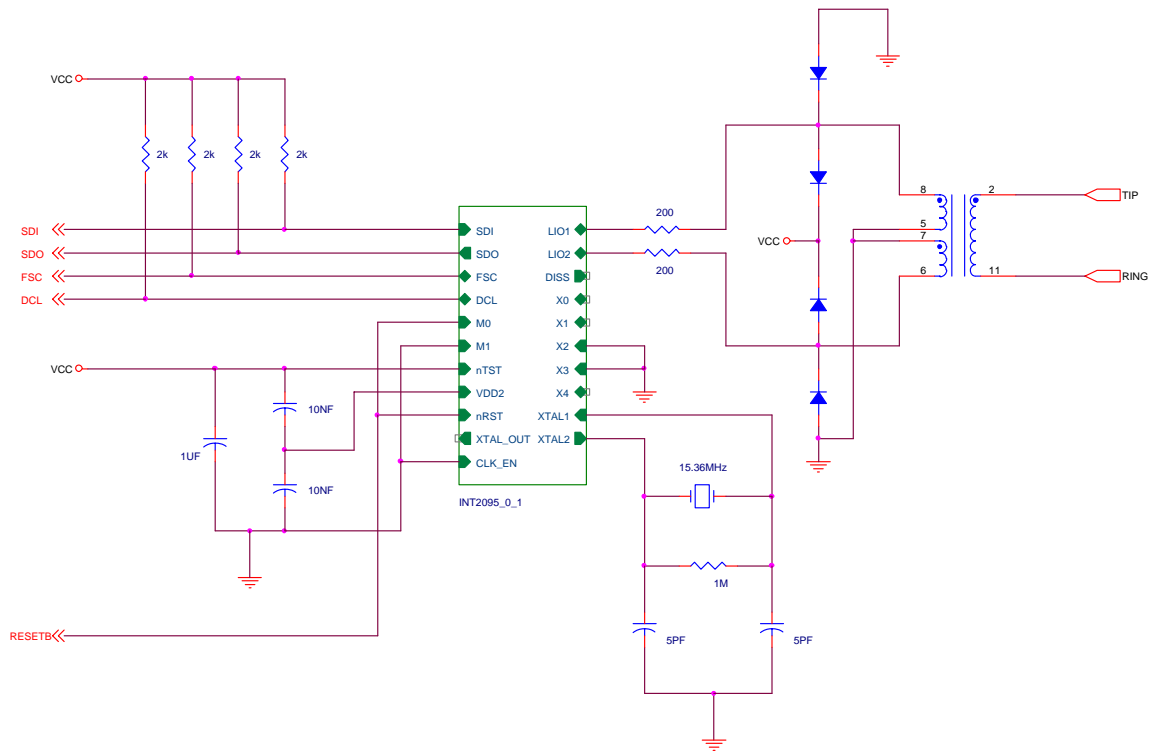 VCC
2k
2k
2k
2k
SDI
SDO
FSC
DCL
VCC
10NF
1UF
10NF
RESETB
SDI
SDO
FSC
DCL
M0
M1
nTST
VDD2
nRST
XTAL_OUT
CLK_EN
LIO1
LIO2
DISS
X0
X1
X2
X3
X4
XTAL1
XTAL2
INT2095_0_1
200
200
VCC
8
5
7
6
2
11
TIP
RING
15.36MHz
1M
5PF
5PF